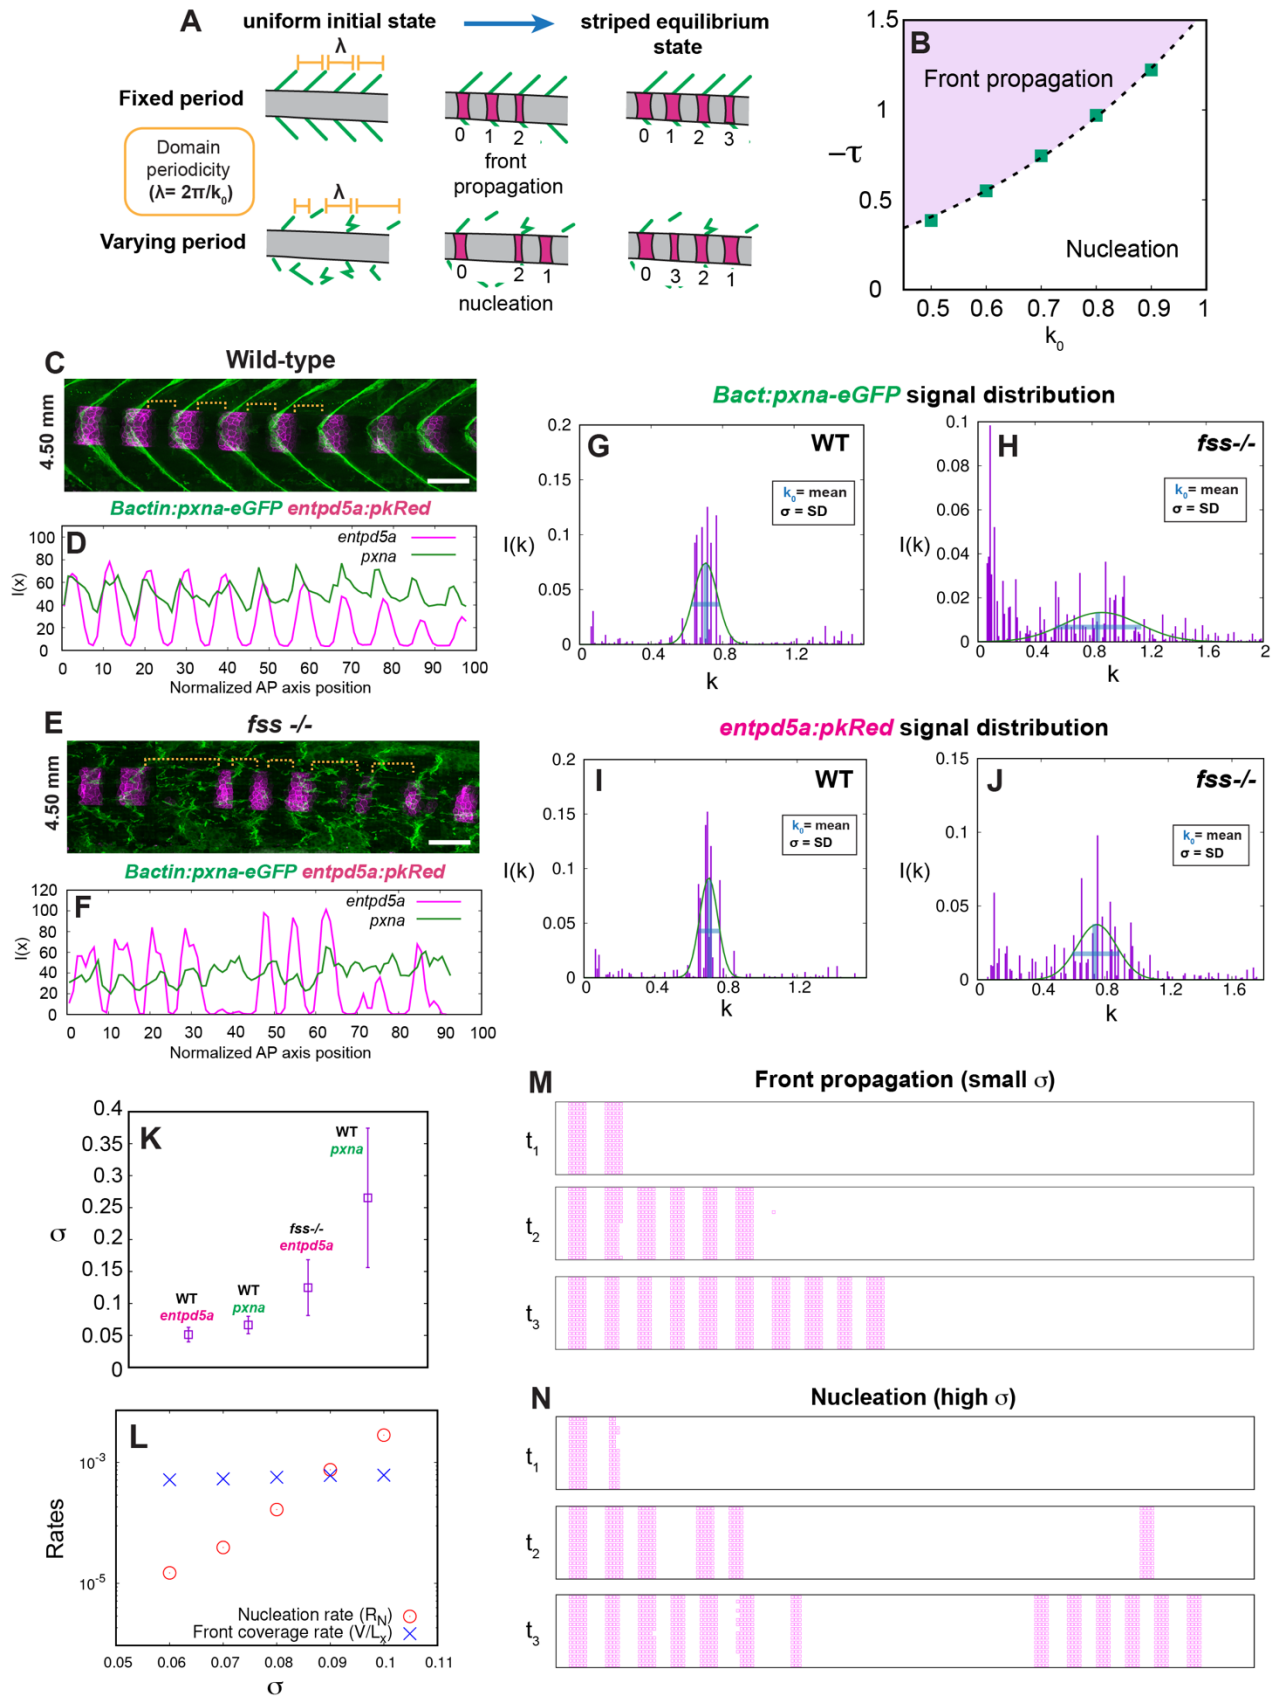 A
uniform initial state
striped equilibrium
state
λ
Fixed period
0 1 2
0 1 2 3
front
propagation
Domain
periodicity
(λ= 2π/k₀)
λ
Varying period
0 2 1
0 3 2 1
nucleation
B
1.5
1
0.5
0
−τ
Front propagation
Nucleation
0.5 0.6 0.7 0.8 0.9 1
k₀
C
Wild-type
4.50 mm
Bactin:pxna-eGFP entpd5a:pkRed
D
entpd5a
pxna
I(x)
100
80
60
40
20
0
0 10 20 30 40 50 60 70 80 90 100
Normalized AP axis position
E
fss -/-
4.50 mm
Bactin:pxna-eGFP entpd5a:pkRed
F
entpd5a
pxna
I(x)
120
100
80
60
40
20
0
0 10 20 30 40 50 60 70 80 90 100
Normalized AP axis position
Bact:pxna-eGFP signal distribution
G
WT
k₀= mean
σ = SD
I(k)
0.2
0.15
0.1
0.05
0
0 0.4 0.8 1.2
k
H
fss-/-
k₀= mean
σ = SD
I(k)
0.1
0.08
0.06
0.04
0.02
0
0 0.4 0.8 1.2 1.6 2
k
entpd5a:pkRed signal distribution
I
WT
k₀= mean
σ = SD
I(k)
0.2
0.15
0.1
0.05
0
0 0.4 0.8 1.2
k
J
fss-/-
k₀= mean
σ = SD
I(k)
0.15
0.1
0.05
0
0 0.4 0.8 1.2 1.6
k
K
σ
0.4
0.35
0.3
0.25
0.2
0.15
0.1
0.05
0
WT
entpd5a
WT
pxna
fss-/-
entpd5a
WT
pxna
L
Rates
10⁻³
10⁻⁵
Nucleation rate (R_N)
Front coverage rate (V/L_x)
0.05 0.06 0.07 0.08 0.09 0.1 0.11
σ
M
Front propagation (small σ)
t₁
t₂
t₃
N
Nucleation (high σ)
t₁
t₂
t₃